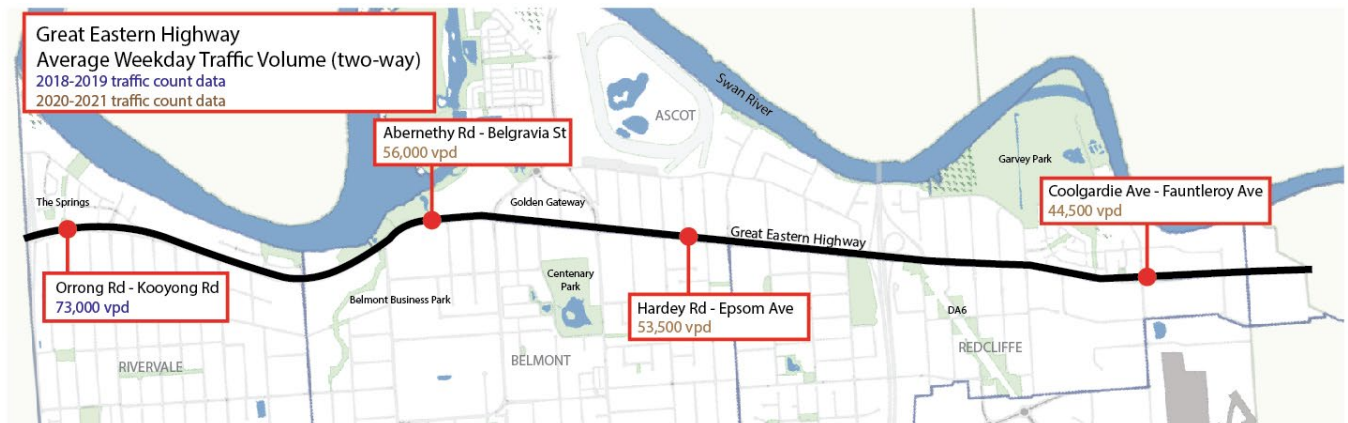 Great Eastern Highway
Average Weekday Traffic Volume (two-way)
2018-2019 traffic count data
2020-2021 traffic count data
Swan River
ASCOT
Abernethy Rd - Belgravia St
56,000 vpd
Garvey Park
Coolgardie Ave - Fauntleroy Ave
44,500 vpd
The Springs
Golden Gateway
Great Eastern Highway
Orrong Rd - Kooyong Rd
73,000 vpd
Belmont Business Park
Centenary
Park
Hardey Rd - Epsom Ave
53,500 vpd
DA6
RIVERVALE
BELMONT
REDCLIFFE